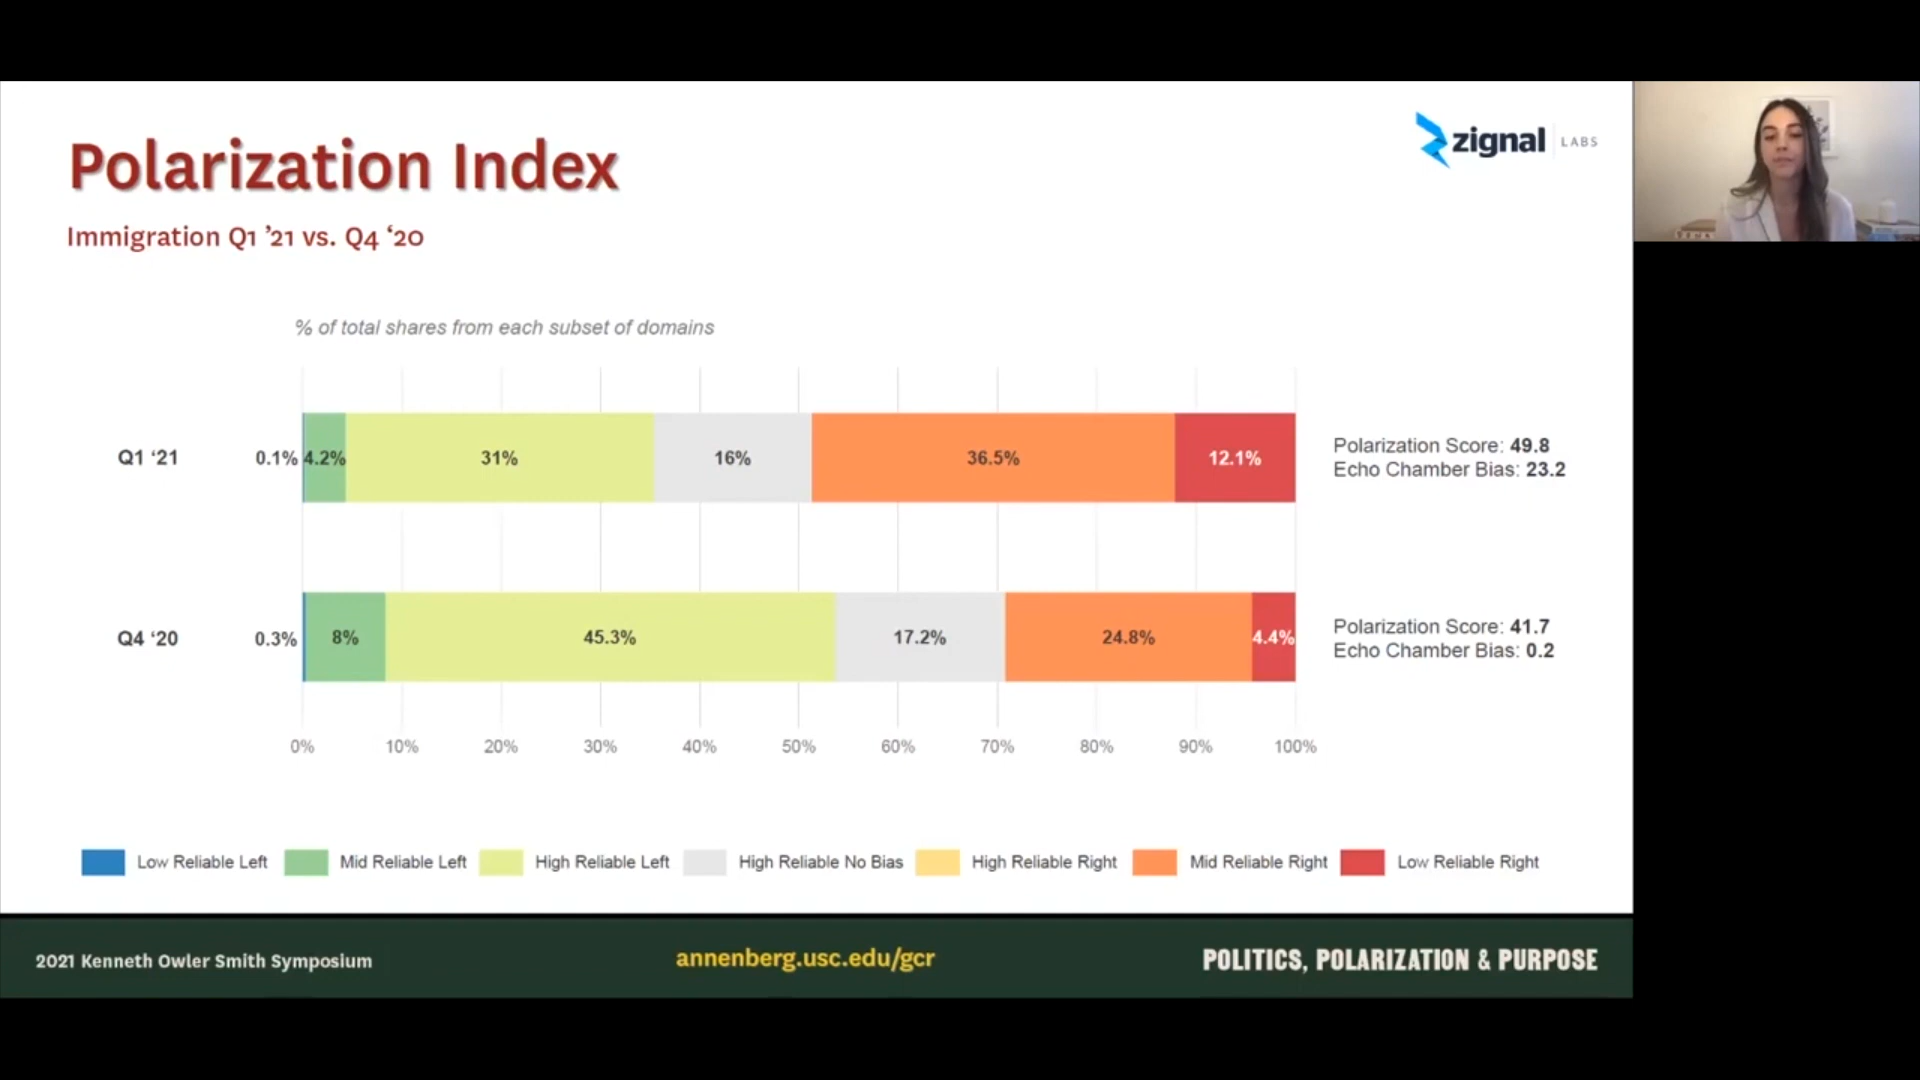 Polarization Index
zignal LABS
Immigration Q1 ’21 vs. Q4 ‘20
% of total shares from each subset of domains
Q1 ‘21
0.1%
4.2%
31%
16%
36.5%
12.1%
Polarization Score: 49.8
Echo Chamber Bias: 23.2
Q4 ‘20
0.3%
8%
45.3%
17.2%
24.8%
4.4%
Polarization Score: 41.7
Echo Chamber Bias: 0.2
0% 10% 20% 30% 40% 50% 60% 70% 80% 90% 100%
Low Reliable Left Mid Reliable Left High Reliable Left High Reliable No Bias High Reliable Right Mid Reliable Right Low Reliable Right
2021 Kenneth Owler Smith Symposium
annenberg.usc.edu/gcr
POLITICS, POLARIZATION & PURPOSE